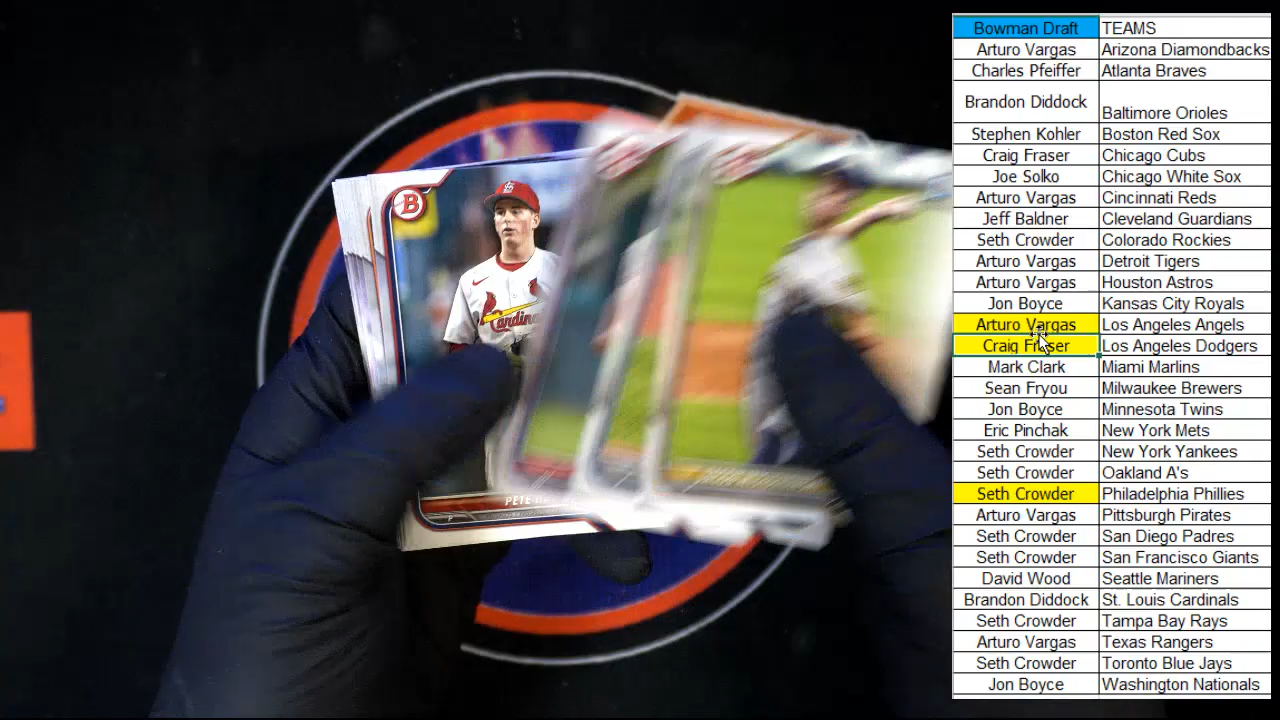 Bowman Draft TEAMS
Arturo Vargas Arizona Diamondbacks
Charles Pfeiffer Atlanta Braves
Brandon Diddock Baltimore Orioles
Stephen Kohler Boston Red Sox
Craig Fraser Chicago Cubs
Joe Solko Chicago White Sox
Arturo Vargas Cincinnati Reds
Jeff Baldner Cleveland Guardians
Seth Crowder Colorado Rockies
Arturo Vargas Detroit Tigers
Arturo Vargas Houston Astros
Jon Boyce Kansas City Royals
Arturo Vargas Los Angeles Angels
Craig Fraser Los Angeles Dodgers
Mark Clark Miami Marlins
Sean Fryou Milwaukee Brewers
Jon Boyce Minnesota Twins
Eric Pinchak New York Mets
Seth Crowder New York Yankees
Seth Crowder Oakland A's
Seth Crowder Philadelphia Phillies
Arturo Vargas Pittsburgh Pirates
Seth Crowder San Diego Padres
Seth Crowder San Francisco Giants
David Wood Seattle Mariners
Brandon Diddock St. Louis Cardinals
Seth Crowder Tampa Bay Rays
Arturo Vargas Texas Rangers
Seth Crowder Toronto Blue Jays
Jon Boyce Washington Nationals
B
Cardin
PETE
P